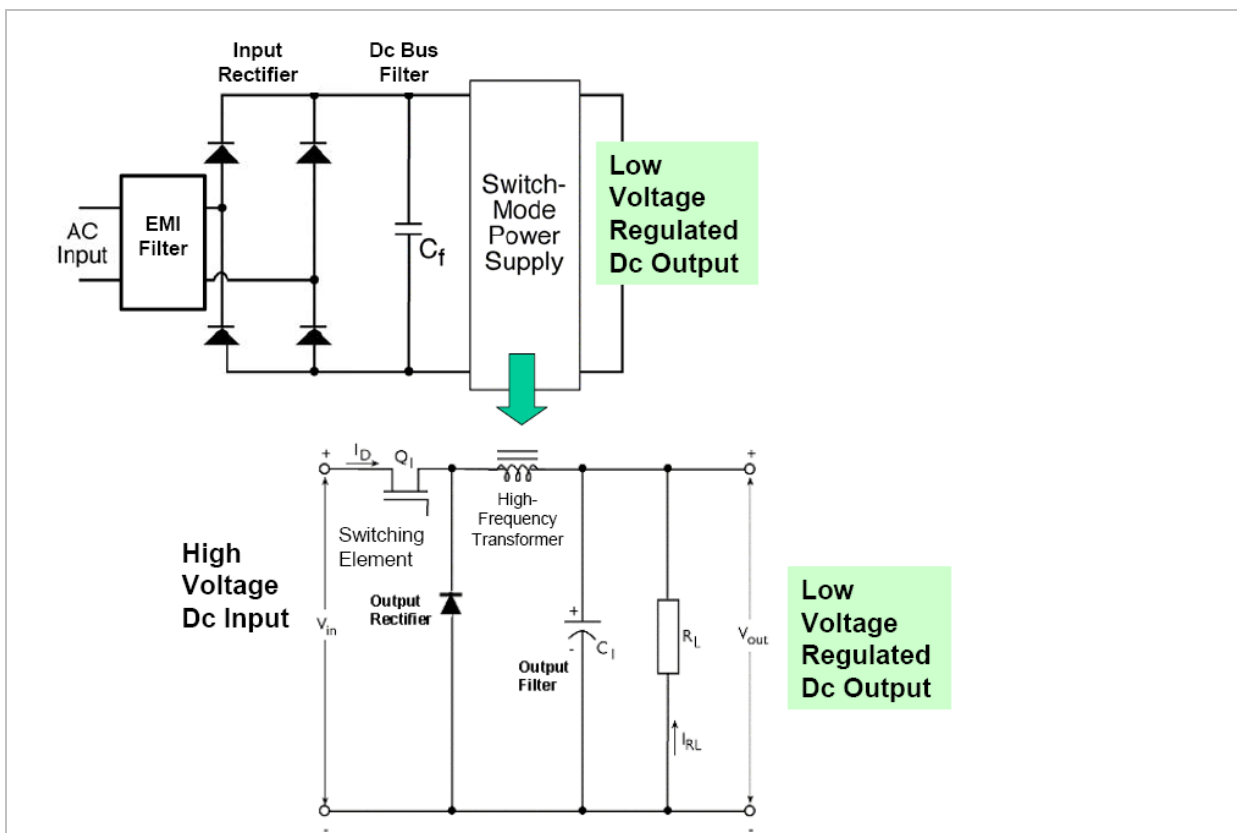 Input
Rectifier
Dc Bus
Filter
AC
Input
EMI
Filter
Cf
Switch-
Mode
Power
Supply
Low
Voltage
Regulated
Dc Output
+
ID
QI
+
High-
Frequency
Transformer
Switching
Element
High
Voltage
Dc Input
Vin
Output
Rectifier
+
-
CI
Output
Filter
RL
IRL
Vout
Low
Voltage
Regulated
Dc Output
-
-